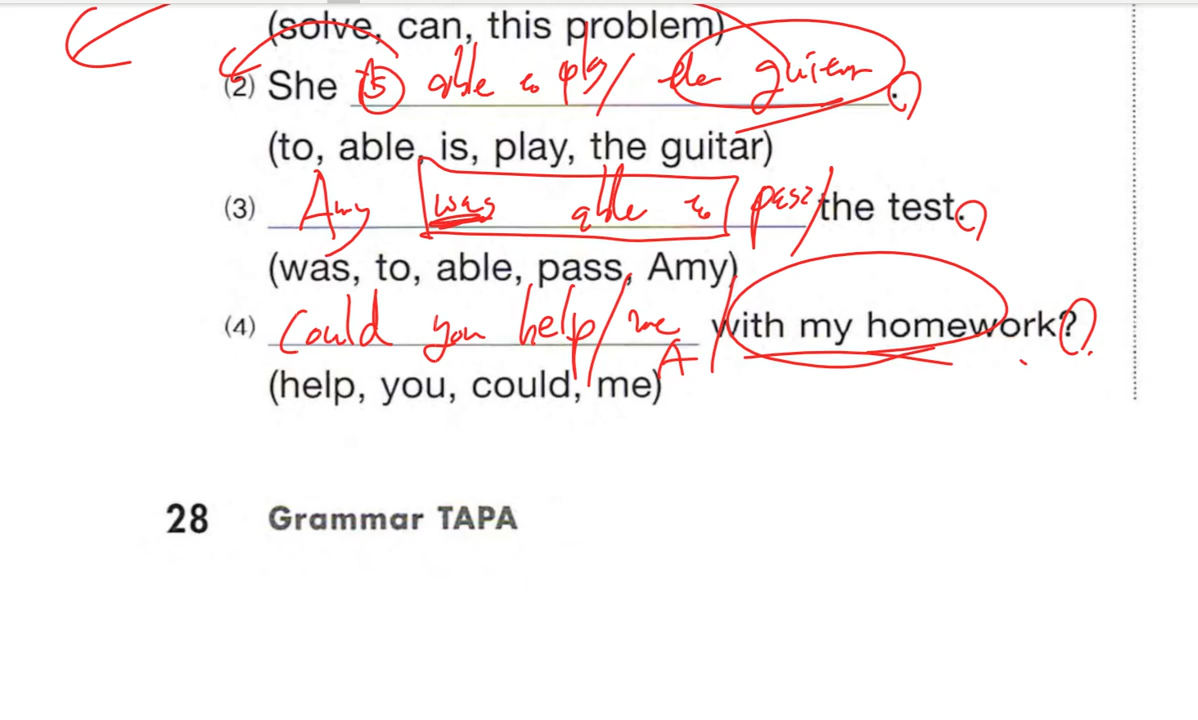 (solve, can, this problem)
(2) She is able to play / the guitar .
(to, able, is, play, the guitar)
(3) Amy was able to pass / the test.
(was, to, able, pass, Amy)
(4) Could you help / me / with my homework?
(help, you, could, me)
28 Grammar TAPA